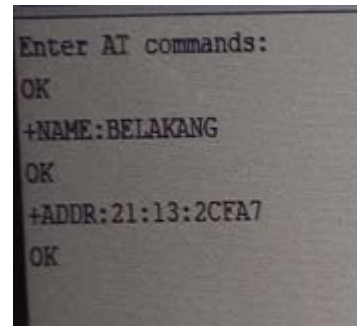 Enter AT commands:
OK
+NAME:BELAKANG
OK
+ADDR:21:13:2CFA7
OK